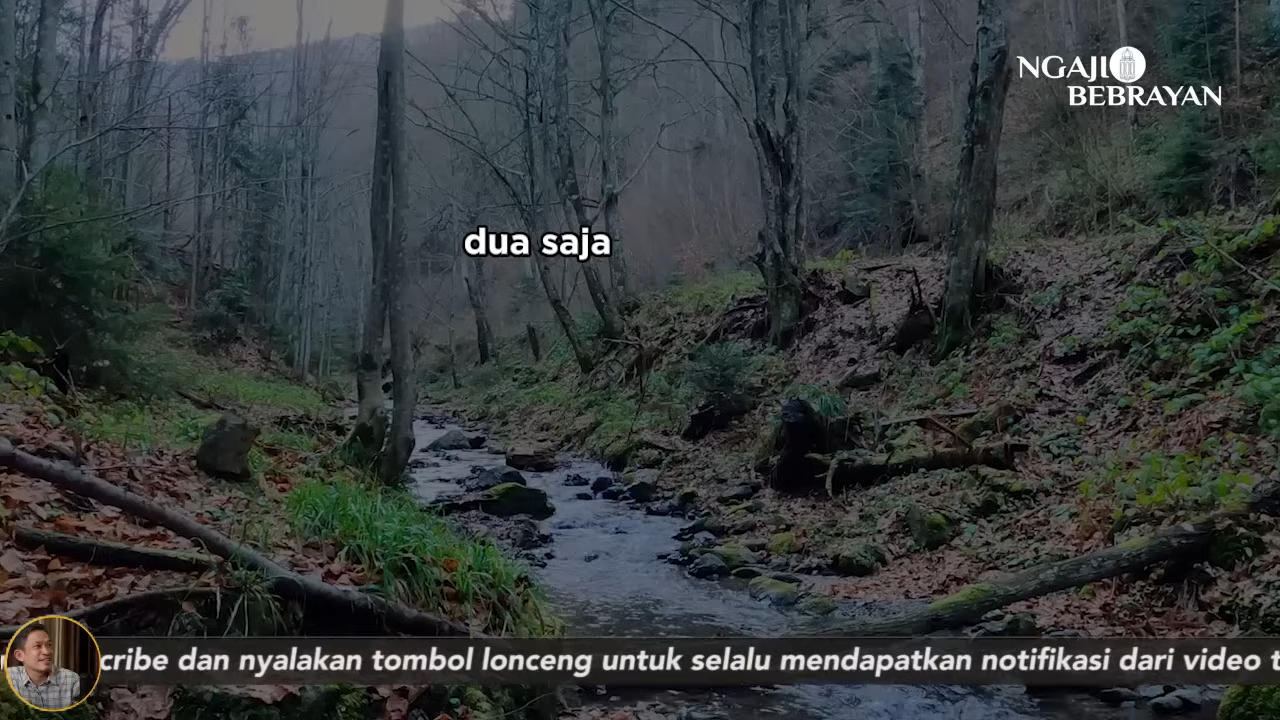 NGAJI
BEBRAYAN
dua saja
cribe dan nyalakan tombol lonceng untuk selalu mendapatkan notifikasi dari video t